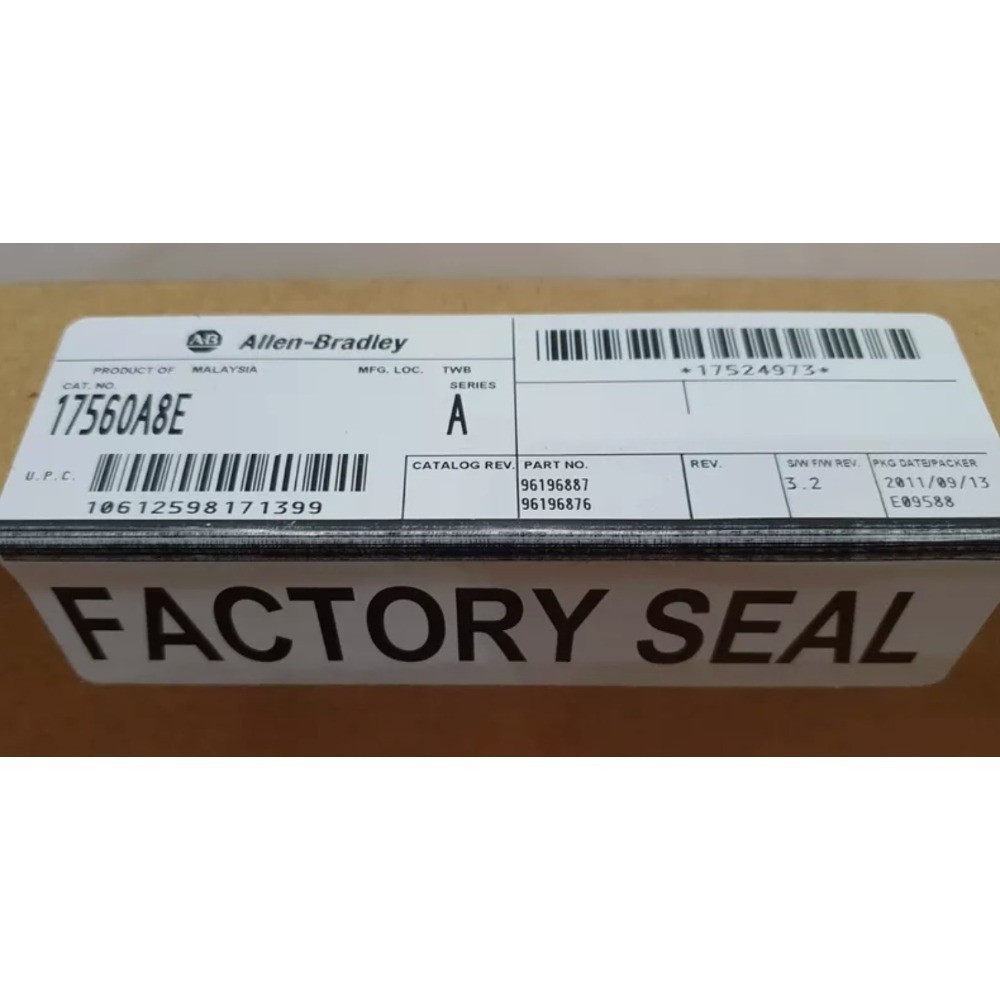 AB Allen-Bradley
PRODUCT OF MALAYSIA MFG. LOC. TWB
CAT. NO. SERIES
17560A8E A
U.P.C.
10612598171399
*17524973*
CATALOG REV. PART NO. REV. S/W F/W REV. PKG DATE/PACKER
96196887 3.2 2011/09/13
96196876 E09588
FACTORY SEAL